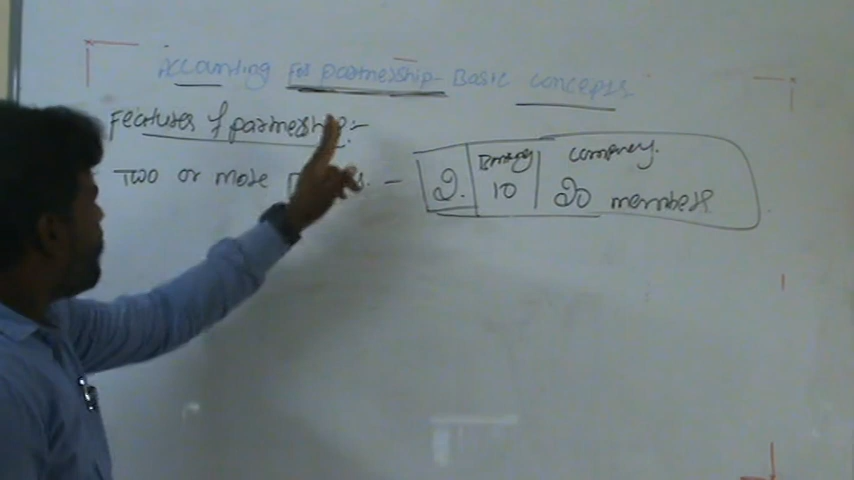 Accounting for partnership - Basic concepts
Features of partnership:-
Two or more
- 2. 10 company. 20 members